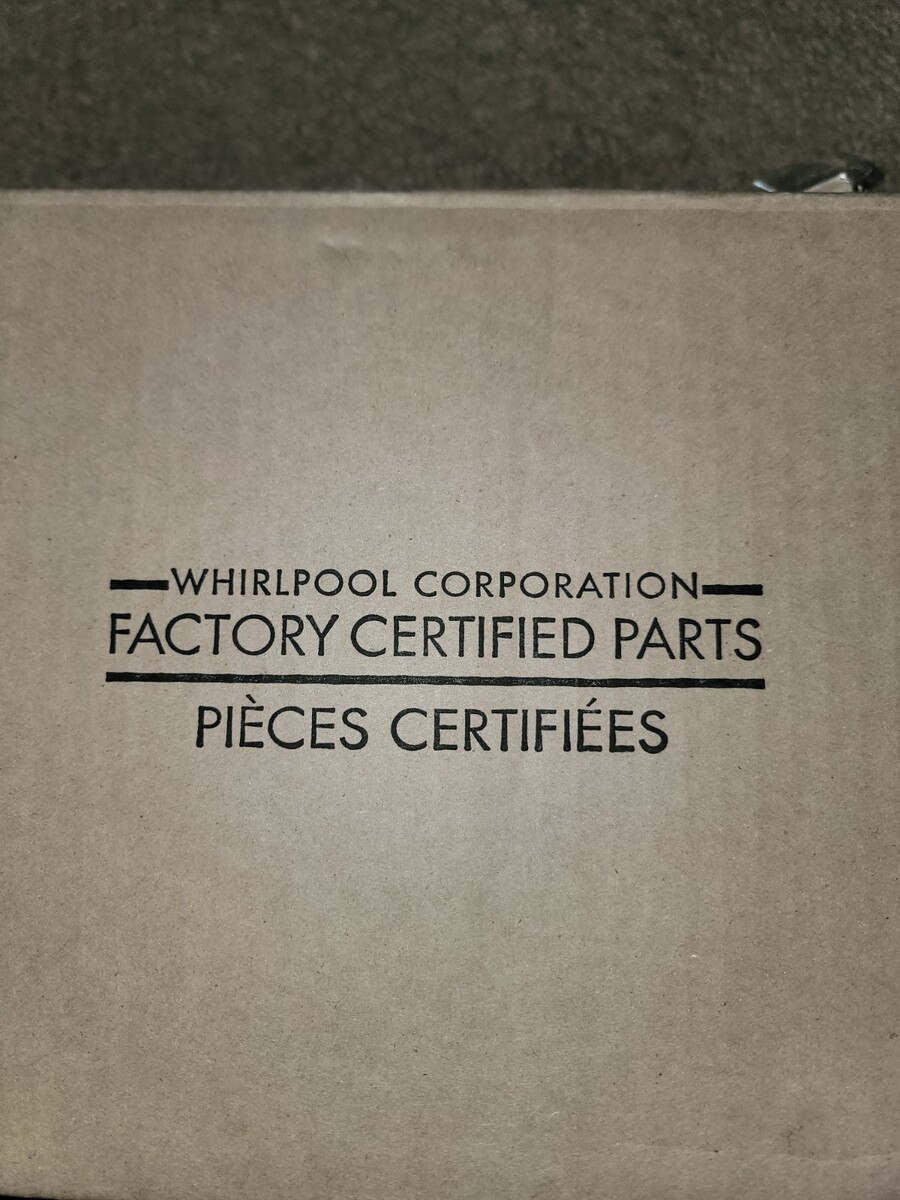 WHIRLPOOL CORPORATION
FACTORY CERTIFIED PARTS
PIÈCES CERTIFIÉES